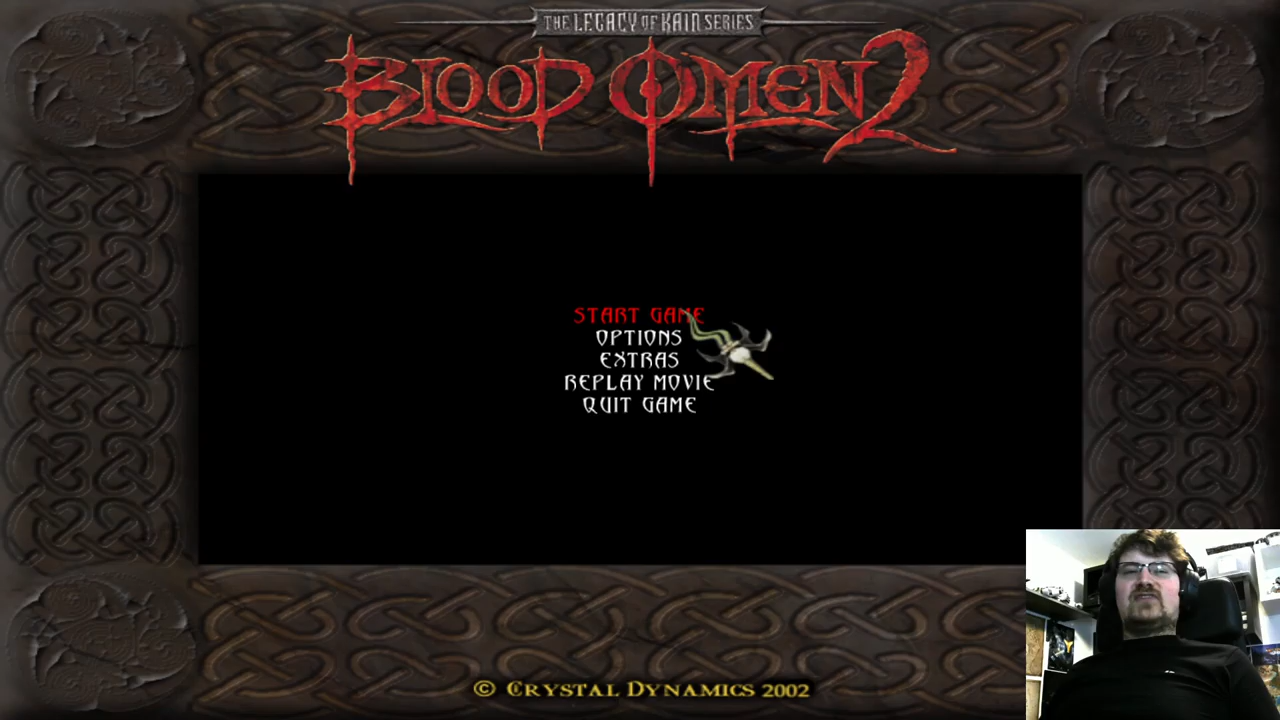 THE LEGACY OF KAIN SERIES
BLOOD OMEN 2
START GAME
OPTIONS
EXTRAS
REPLAY MOVIE
QUIT GAME
© CRYSTAL DYNAMICS 2002